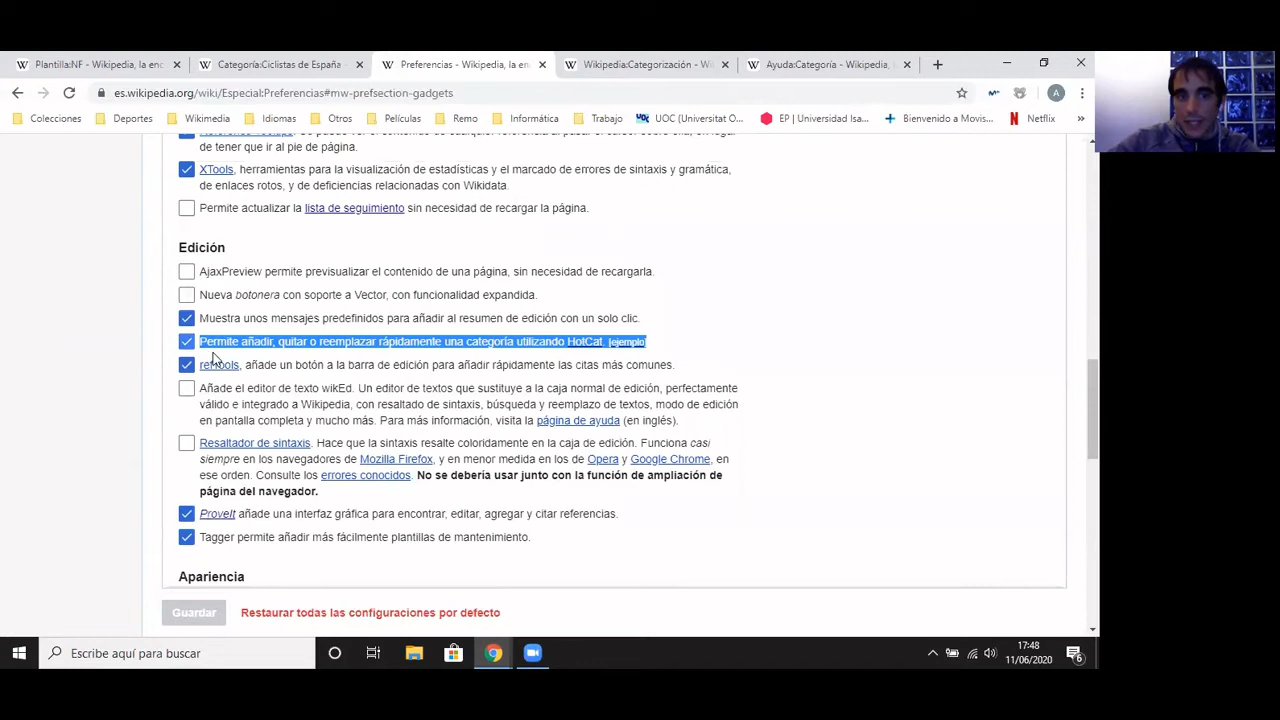 Plantilla:NF - Wikipedia, la enc
Categoría:Ciclistas de España -
Preferencias - Wikipedia, la en
Wikipedia:Categorización - Wi
Ayuda:Categoría - Wikipedia,
es.wikipedia.org/wiki/Especial:Preferencias#mw-prefsection-gadgets
A
Colecciones
Deportes
Wikimedia
Idiomas
Otros
Películas
Remo
Informática
Trabajo
UOC (Universitat O...
EP | Universidad Isa...
Bienvenido a Movis...
Netflix
de tener que ir al pie de página.
XTools, herramientas para la visualización de estadísticas y el marcado de errores de sintaxis y gramática,
de enlaces rotos, y de deficiencias relacionadas con Wikidata.
Permite actualizar la lista de seguimiento sin necesidad de recargar la página.
Edición
AjaxPreview permite previsualizar el contenido de una página, sin necesidad de recargarla.
Nueva botonera con soporte a Vector, con funcionalidad expandida.
Muestra unos mensajes predefinidos para añadir al resumen de edición con un solo clic.
Permite añadir, quitar o reemplazar rápidamente una categoría utilizando HotCat. [ejemplo]
refTools, añade un botón a la barra de edición para añadir rápidamente las citas más comunes.
Añade el editor de texto wikEd. Un editor de textos que sustituye a la caja normal de edición, perfectamente
válido e integrado a Wikipedia, con resaltado de sintaxis, búsqueda y reemplazo de textos, modo de edición
en pantalla completa y mucho más. Para más información, visita la página de ayuda (en inglés).
Resaltador de sintaxis. Hace que la sintaxis resalte coloridamente en la caja de edición. Funciona casi
siempre en los navegadores de Mozilla Firefox, y en menor medida en los de Opera y Google Chrome, en
ese orden. Consulte los errores conocidos. No se debería usar junto con la función de ampliación de
página del navegador.
ProveIt añade una interfaz gráfica para encontrar, editar, agregar y citar referencias.
Tagger permite añadir más fácilmente plantillas de mantenimiento.
Apariencia
Guardar
Restaurar todas las configuraciones por defecto
Escribe aquí para buscar
17:48
11/06/2020
6